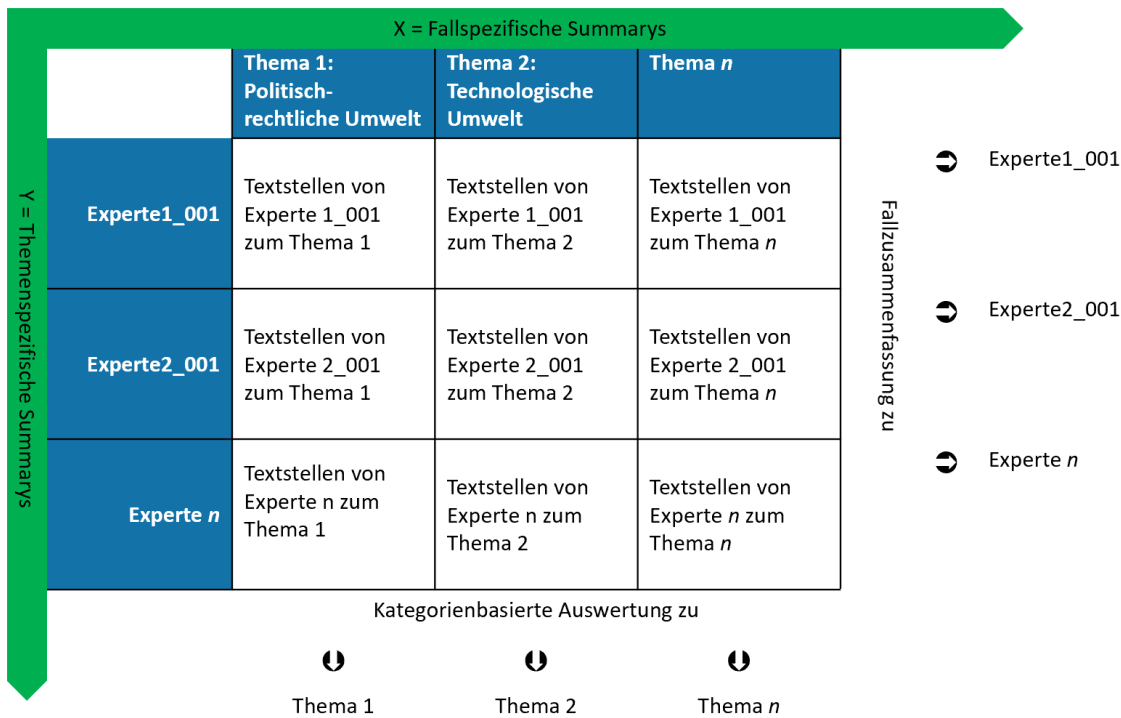 X = Fallspezifische Summarys
Y = Themenspezifische Summarys
Thema 1:
Politisch-
rechtliche Umwelt
Thema 2:
Technologische
Umwelt
Thema n
Experte1_001
Textstellen von
Experte 1_001
zum Thema 1
Textstellen von
Experte 1_001
zum Thema 2
Textstellen von
Experte 1_001
zum Thema n
Experte2_001
Textstellen von
Experte 2_001
zum Thema 1
Textstellen von
Experte 2_001
zum Thema 2
Textstellen von
Experte 2_001
zum Thema n
Experte n
Textstellen von
Experte n zum
Thema 1
Textstellen von
Experte n zum
Thema 2
Textstellen von
Experte n zum
Thema n
Fallzusammenfassung zu
Experte1_001
Experte2_001
Experte n
Kategorienbasierte Auswertung zu
Thema 1
Thema 2
Thema n